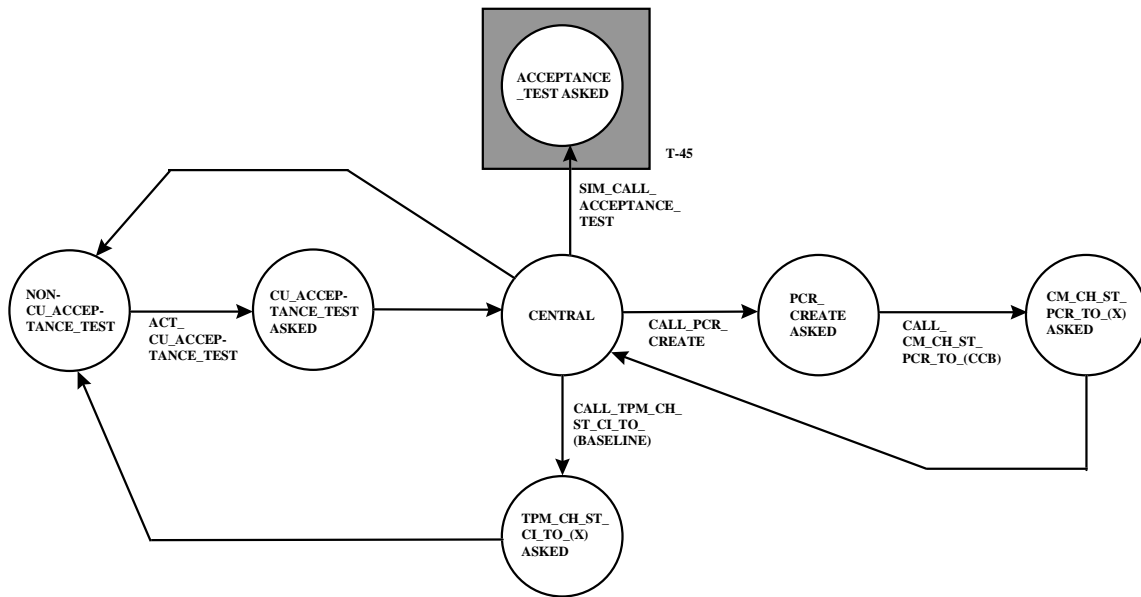 ACCEPTANCE
_TEST ASKED
T-45
SIM_CALL_
ACCEPTANCE_
TEST
NON-
CU_ACCEP-
TANCE_TEST
ACT_
CU_ACCEP-
TANCE_TEST
CU_ACCEP-
TANCE_TEST
ASKED
CENTRAL
CALL_PCR_
CREATE
PCR_
CREATE
ASKED
CALL_
CM_CH_ST_
PCR_TO_(CCB)
CM_CH_ST_
PCR_TO_(X)
ASKED
CALL_TPM_CH_
ST_CI_TO_
(BASELINE)
TPM_CH_ST_
CI_TO_(X)
ASKED